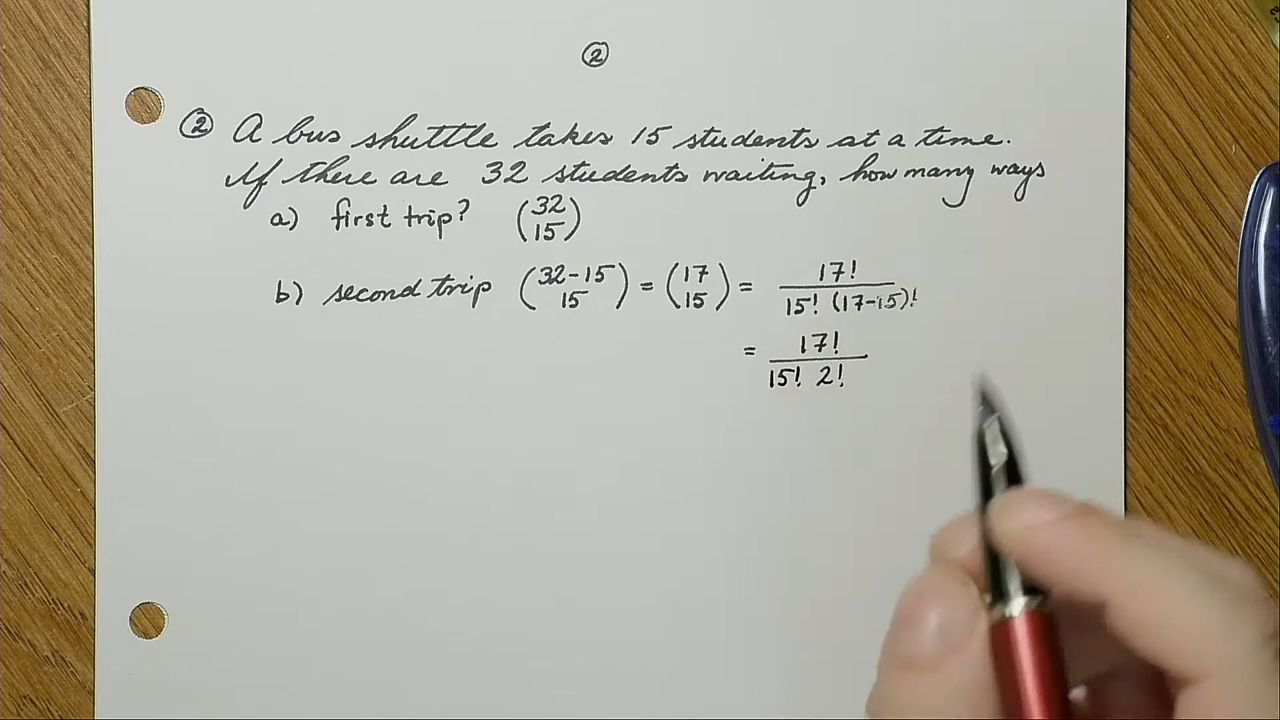 ②
② A bus shuttle takes 15 students at a time.
If there are 32 students waiting, how many ways
a) first trip? (32 15)
b) second trip (32-15 15) = (17 15) = 17! / 15! (17-15)!
= 17! / 15! 2!